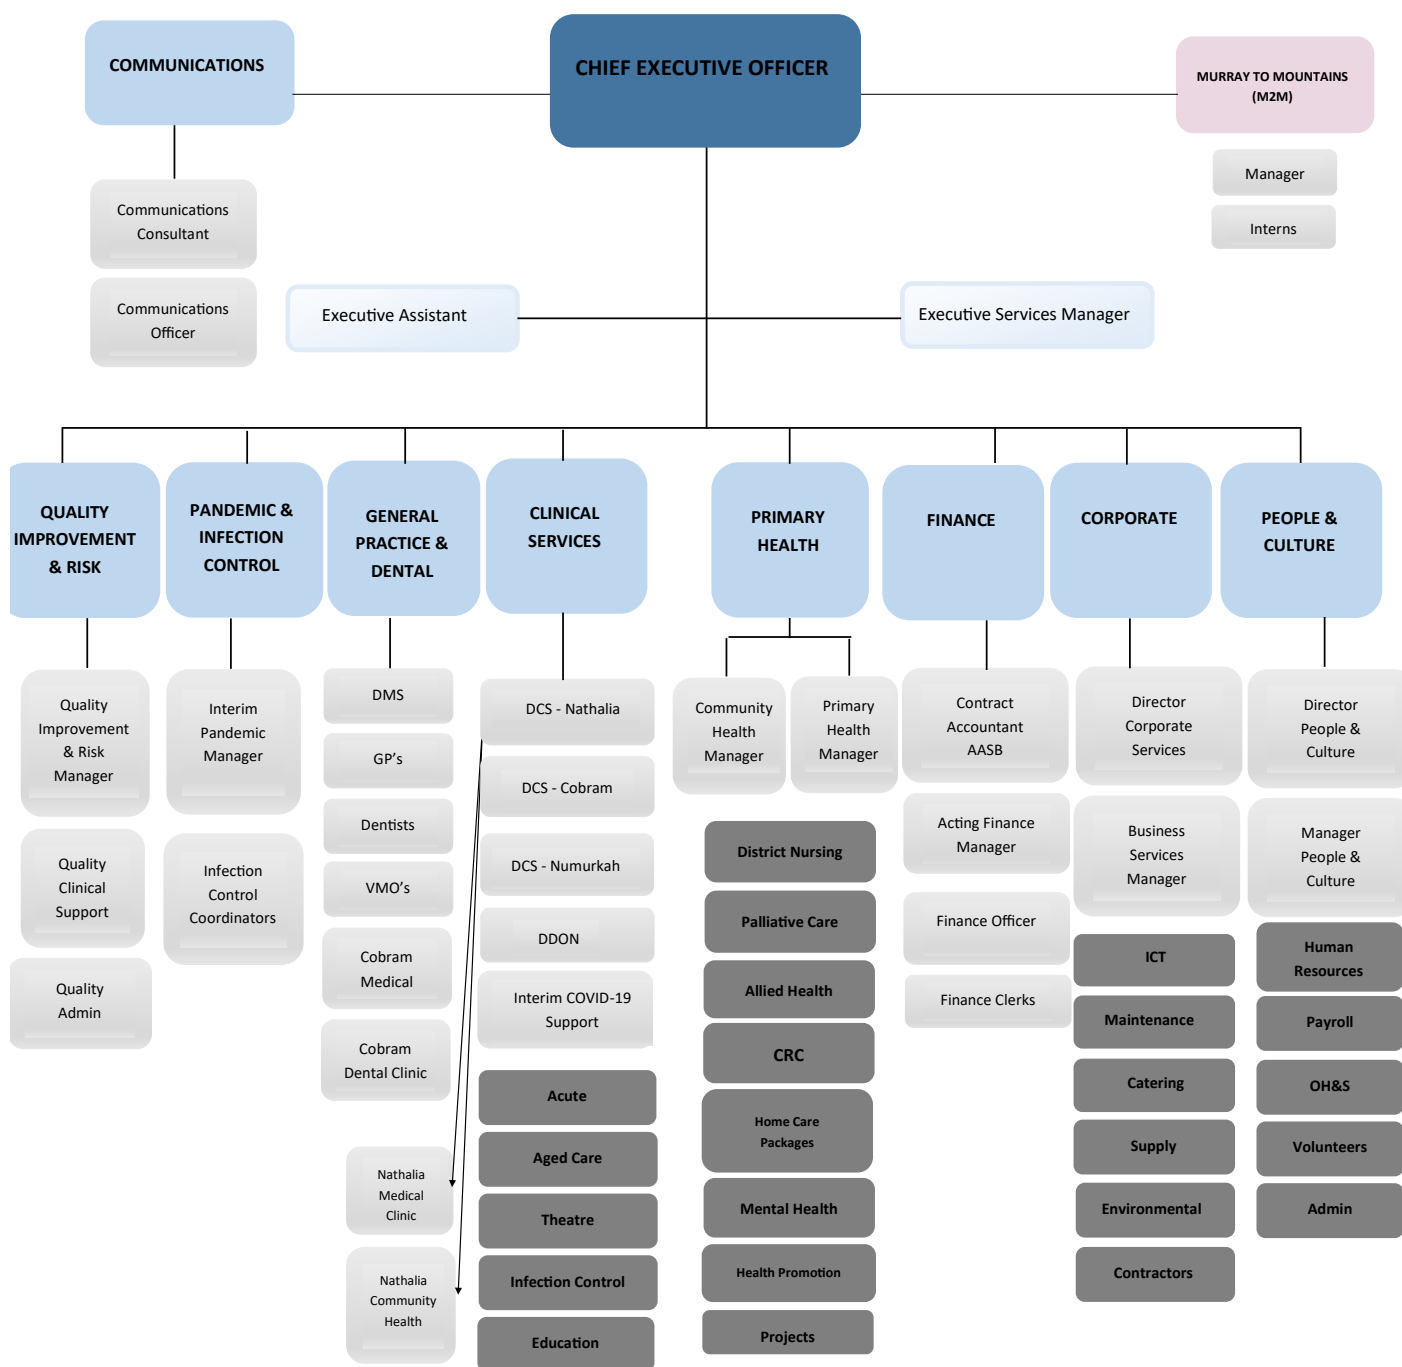 COMMUNICATIONS
CHIEF EXECUTIVE OFFICER
MURRAY TO MOUNTAINS
(M2M)
Manager
Interns
Communications
Consultant
Communications
Officer
Executive Assistant
Executive Services Manager
QUALITY
IMPROVEMENT
& RISK
PANDEMIC &
INFECTION
CONTROL
GENERAL
PRACTICE &
DENTAL
CLINICAL
SERVICES
PRIMARY
HEALTH
FINANCE
CORPORATE
PEOPLE &
CULTURE
Quality
Improvement
& Risk
Manager
Quality
Clinical
Support
Quality
Admin
Interim
Pandemic
Manager
Infection
Control
Coordinators
DMS
GP’s
Dentists
VMO’s
Cobram
Medical
Cobram
Dental Clinic
Nathalia
Medical
Clinic
Nathalia
Community
Health
DCS - Nathalia
DCS - Cobram
DCS - Numurkah
DDON
Interim COVID-19
Support
Acute
Aged Care
Theatre
Infection Control
Education
Community
Health
Manager
Primary
Health
Manager
District Nursing
Palliative Care
Allied Health
CRC
Home Care
Packages
Mental Health
Health Promotion
Projects
Contract
Accountant
AASB
Acting Finance
Manager
Finance Officer
Finance Clerks
Director
Corporate
Services
Business
Services
Manager
ICT
Maintenance
Catering
Supply
Environmental
Contractors
Director
People &
Culture
Manager
People &
Culture
Human
Resources
Payroll
OH&S
Volunteers
Admin